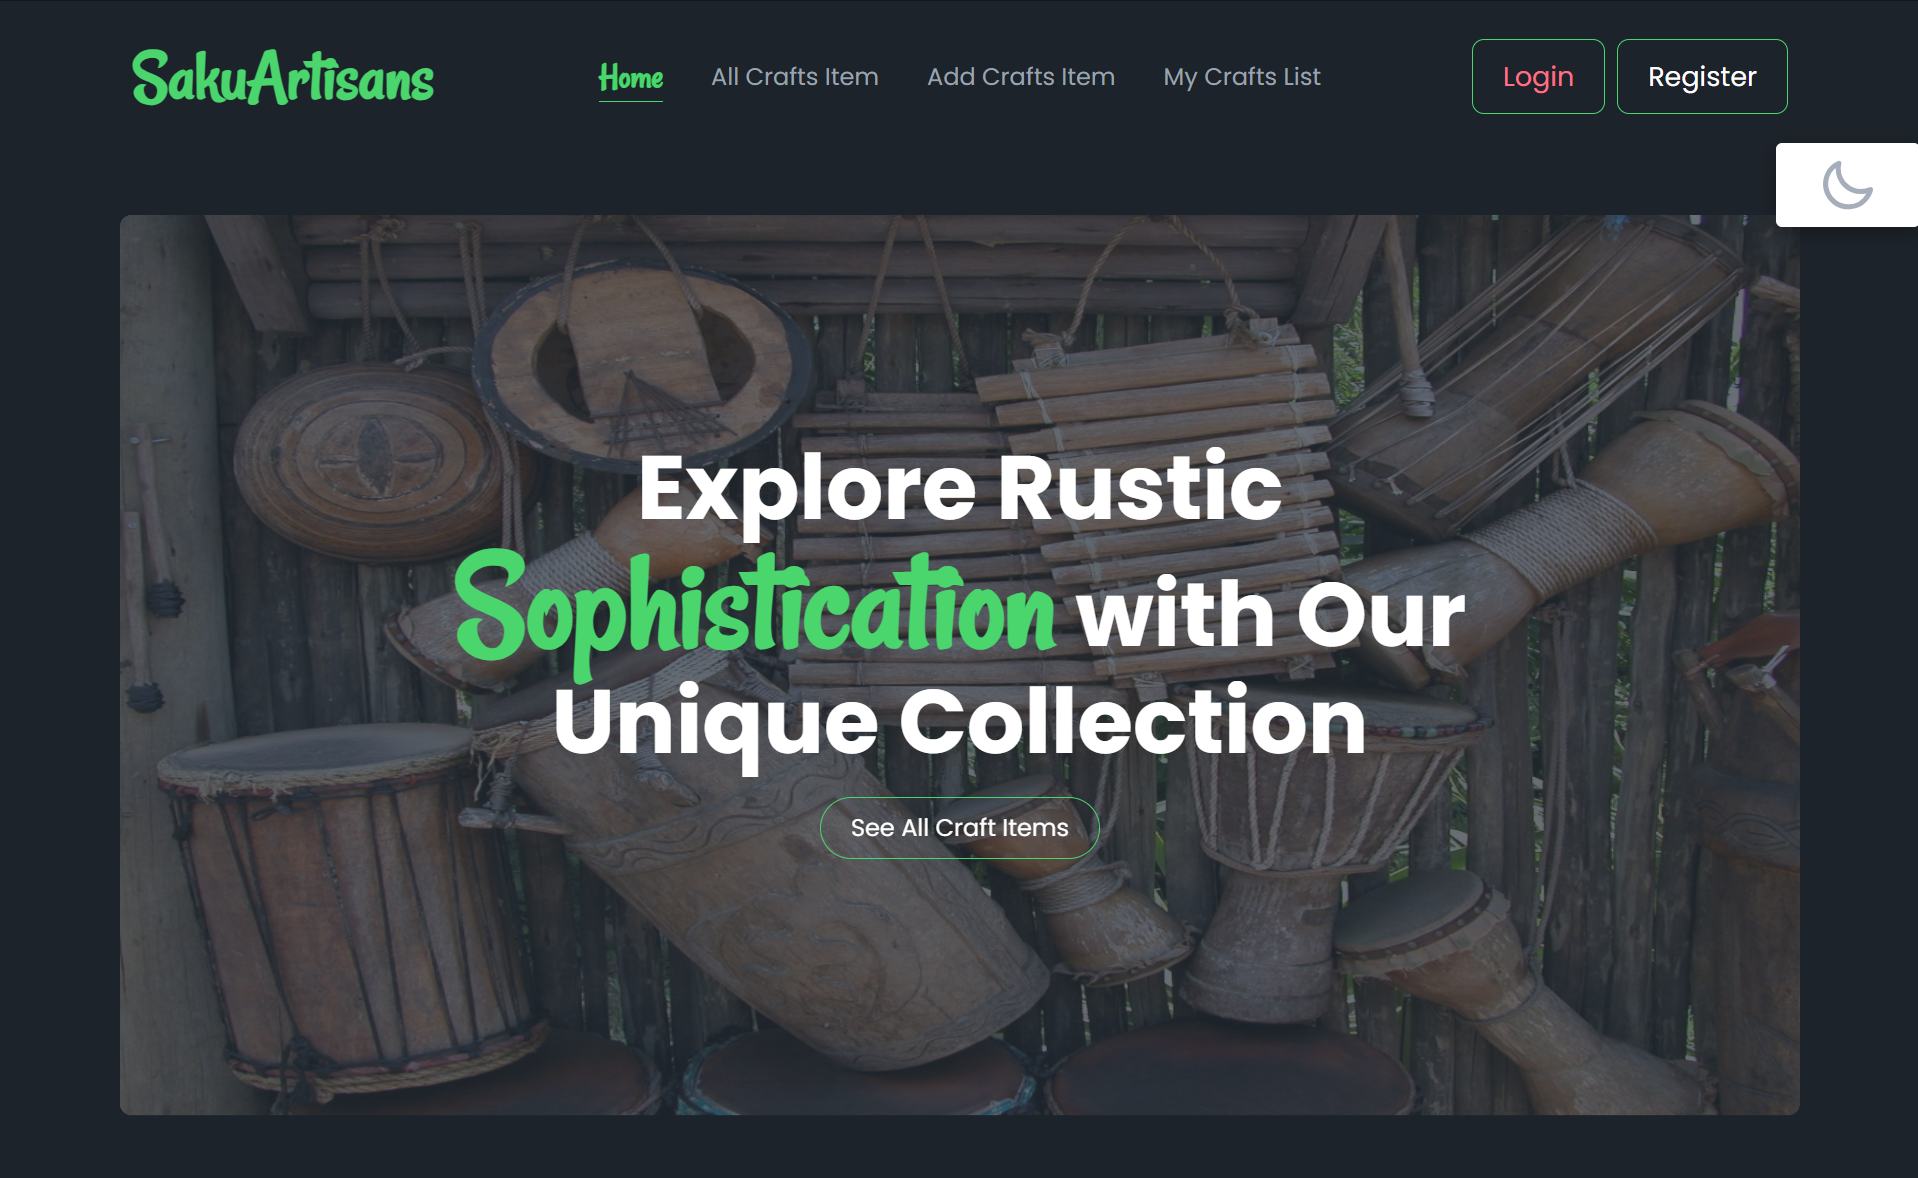 SakuArtisans
Home
All Crafts Item
Add Crafts Item
My Crafts List
Login
Register
Explore Rustic
Sophistication with Our
Unique Collection
See All Craft Items